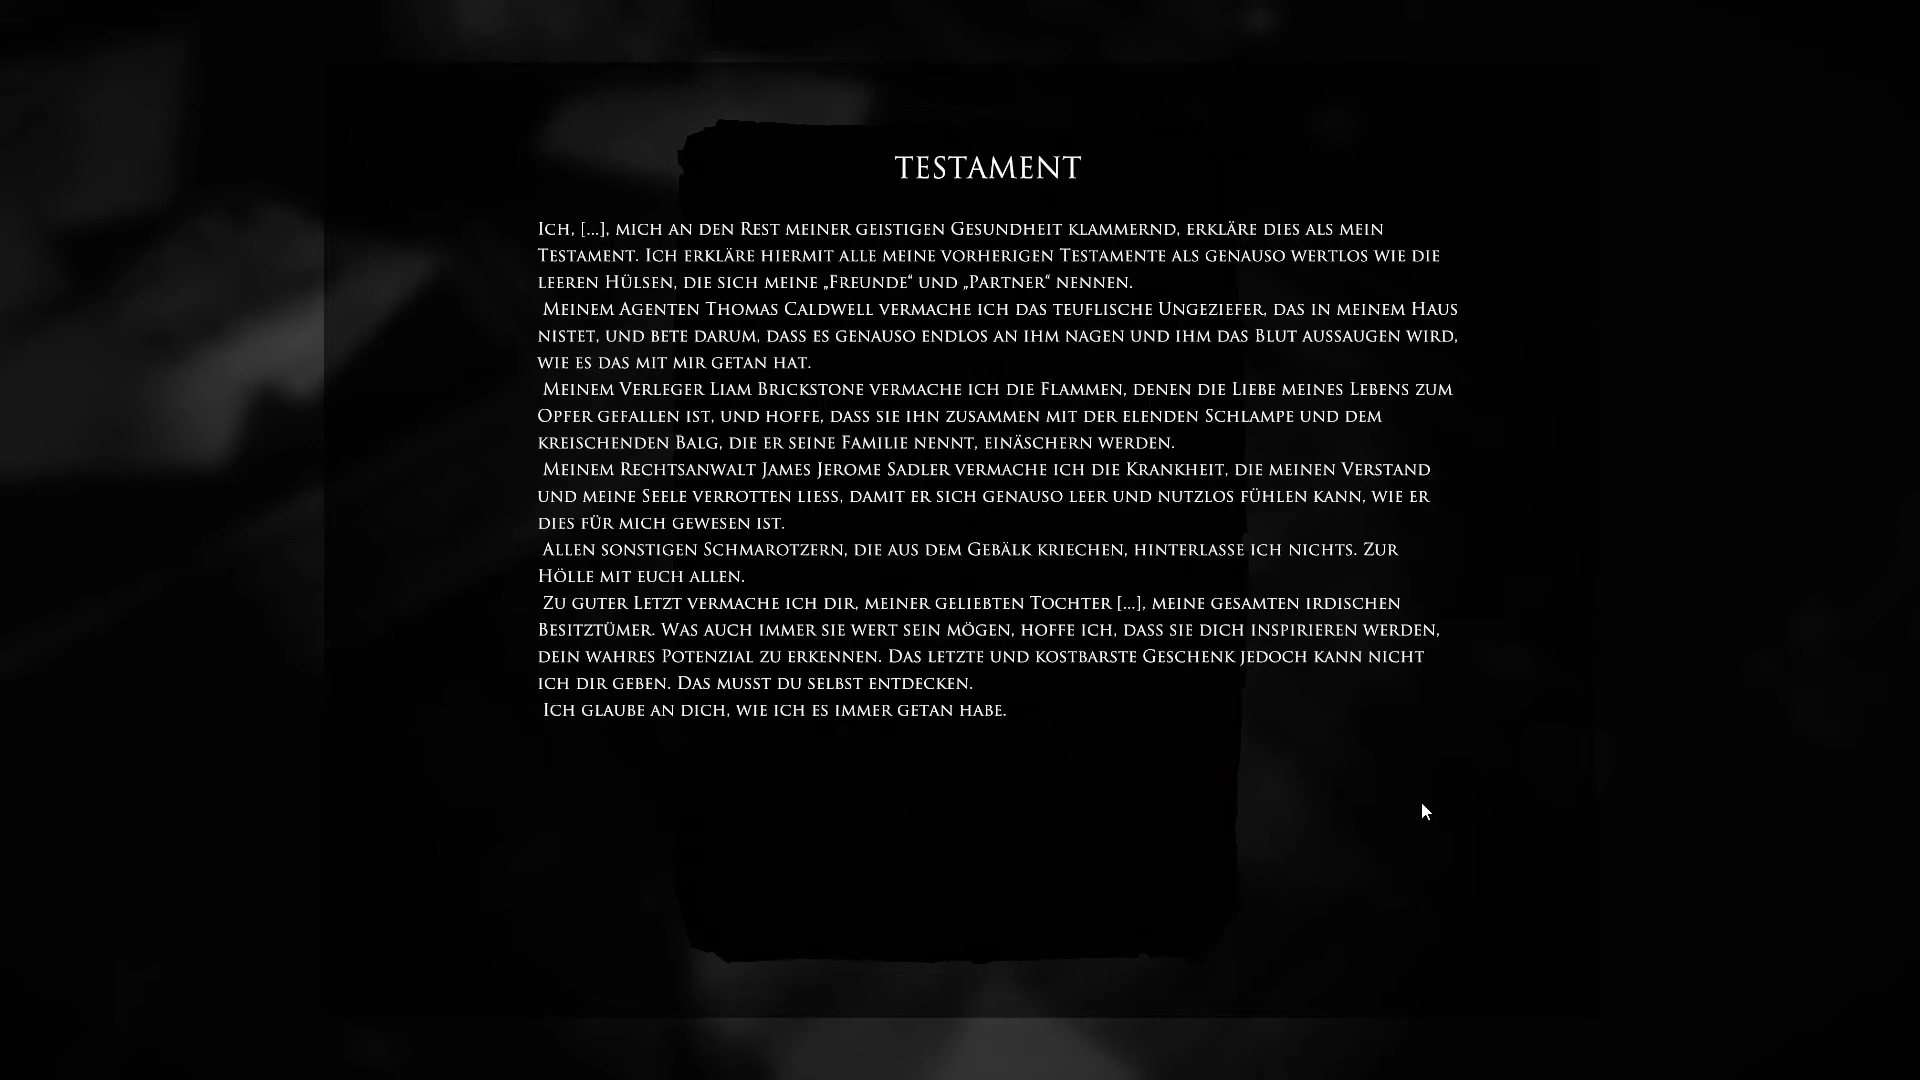 TESTAMENT
Ich, [...], mich an den Rest meiner geistigen Gesundheit klammernd, erkläre dies als mein
Testament. Ich erkläre hiermit alle meine vorherigen Testamente als genauso wertlos wie die
leeren Hülsen, die sich meine „Freunde“ und „Partner“ nennen.
Meinem Agenten Thomas Caldwell vermache ich das teuflische Ungeziefer, das in meinem Haus
nistet, und bete darum, dass es genauso endlos an ihm nagen und ihm das Blut aussaugen wird,
wie es das mit mir getan hat.
Meinem Verleger Liam Brickstone vermache ich die Flammen, denen die Liebe meines Lebens zum
Opfer gefallen ist, und hoffe, dass sie ihn zusammen mit der elenden Schlampe und dem
kreischenden Balg, die er seine Familie nennt, einäschern werden.
Meinem Rechtsanwalt James Jerome Sadler vermache ich die Krankheit, die meinen Verstand
und meine Seele verrotten liess, damit er sich genauso leer und nutzlos fühlen kann, wie er
dies für mich gewesen ist.
Allen sonstigen Schmarotzern, die aus dem Gebälk kriechen, hinterlasse ich nichts. Zur
Hölle mit euch allen.
Zu guter Letzt vermache ich dir, meiner geliebten Tochter [...], meine gesamten irdischen
Besitztümer. Was auch immer sie wert sein mögen, hoffe ich, dass sie dich inspirieren werden,
dein wahres Potenzial zu erkennen. Das letzte und kostbarste Geschenk jedoch kann nicht
ich dir geben. Das musst du selbst entdecken.
Ich glaube an dich, wie ich es immer getan habe.